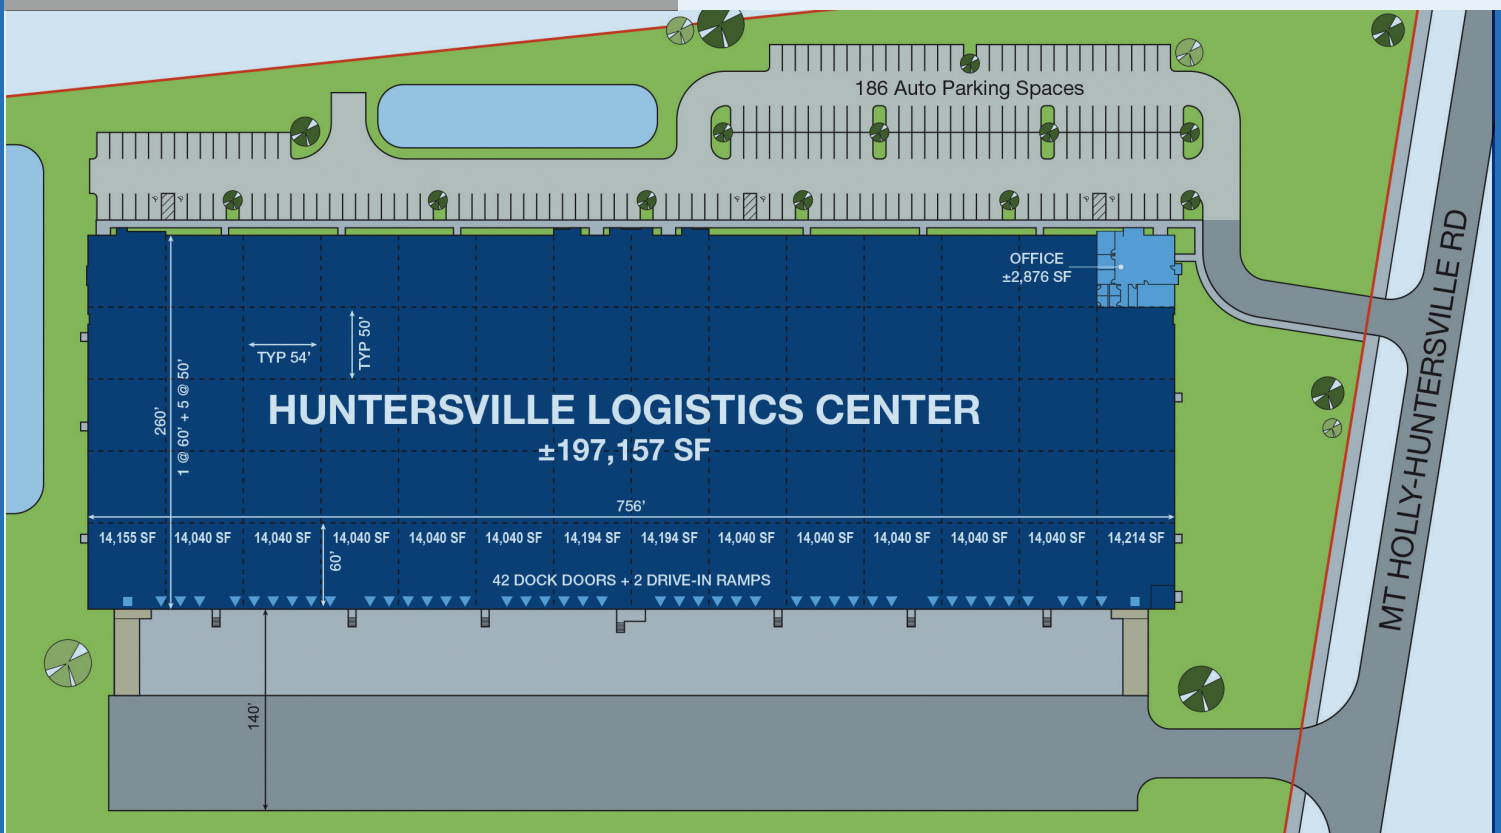 186 Auto Parking Spaces
OFFICE
±2,876 SF
TYP 54'
TYP 50'
260'
1 @ 60' + 5 @ 50'
HUNTERSVILLE LOGISTICS CENTER
±197,157 SF
756'
14,155 SF 14,040 SF 14,040 SF 14,040 SF 14,040 SF 14,040 SF 14,194 SF 14,194 SF 14,040 SF 14,040 SF 14,040 SF 14,040 SF 14,040 SF 14,214 SF
60'
42 DOCK DOORS + 2 DRIVE-IN RAMPS
140'
MT HOLLY-HUNTERSVILLE RD